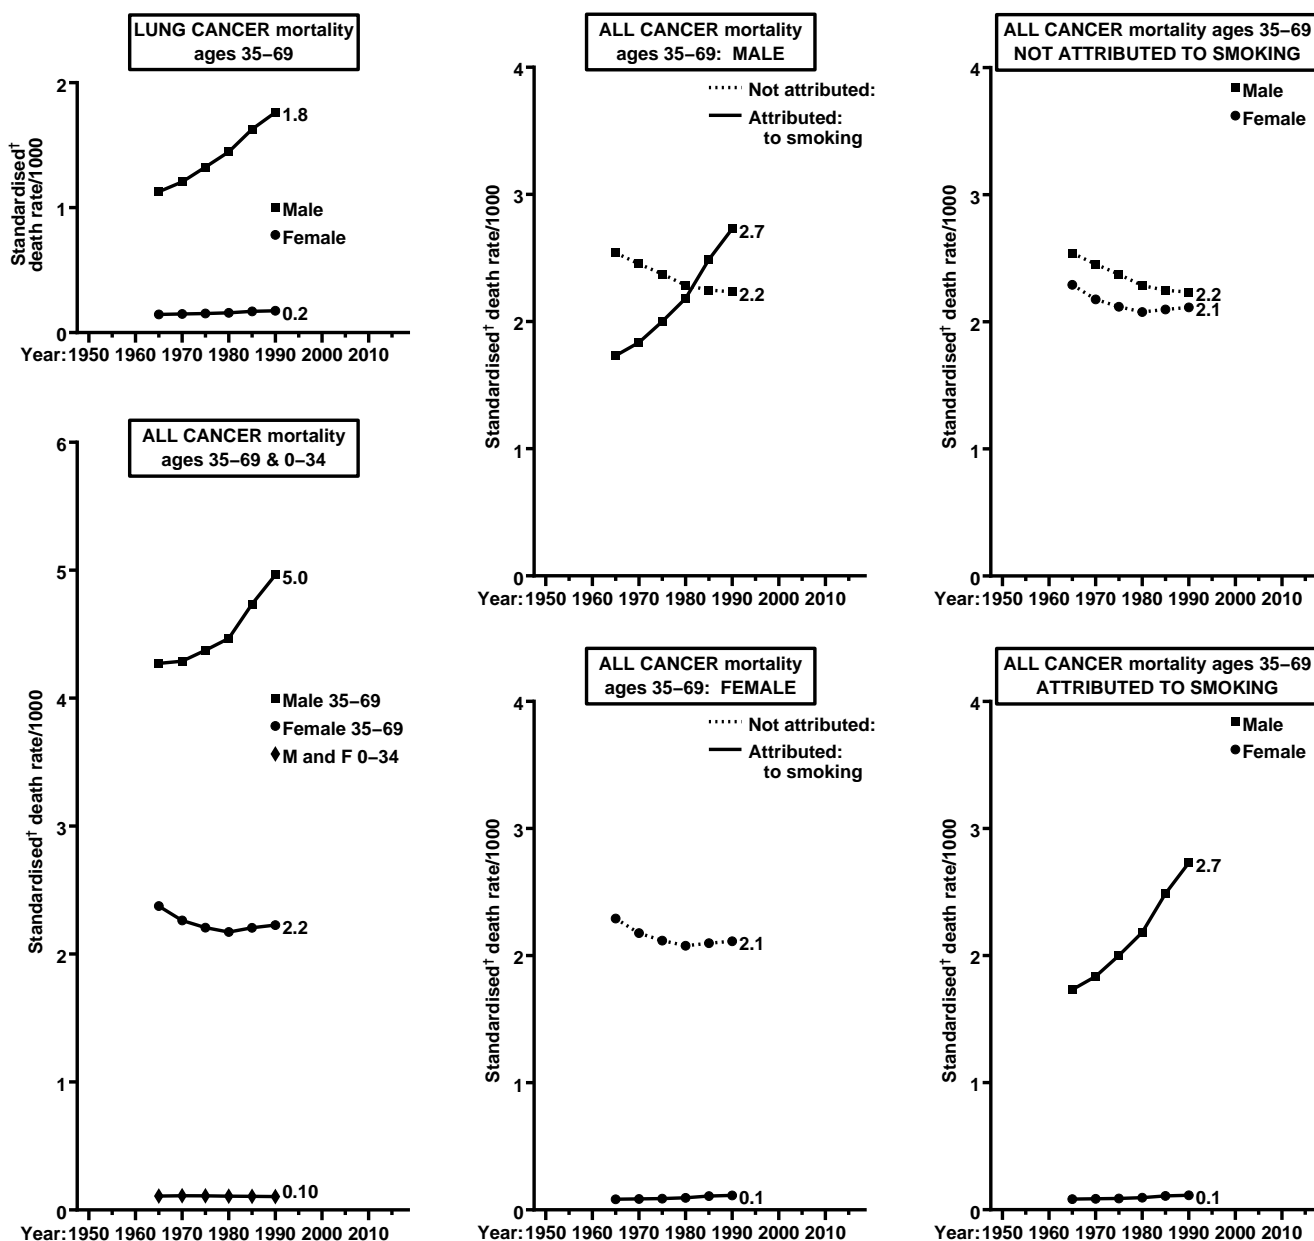 LUNG CANCER mortality
ages 35–69
2
1
0
Standardised†
death rate/1000
1.8
Male
Female
0.2
Year: 1950 1960 1970 1980 1990 2000 2010
ALL CANCER mortality
ages 35–69 & 0–34
6
5
4
3
2
1
0
Standardised† death rate/1000
5.0
Male 35–69
Female 35–69
M and F 0–34
2.2
0.10
Year: 1950 1960 1970 1980 1990 2000 2010
ALL CANCER mortality
ages 35–69: MALE
4
3
2
1
0
Standardised† death rate/1000
Not attributed:
Attributed:
to smoking
2.7
2.2
Year: 1950 1960 1970 1980 1990 2000 2010
ALL CANCER mortality
ages 35–69: FEMALE
4
3
2
1
0
Standardised† death rate/1000
Not attributed:
Attributed:
to smoking
2.1
0.1
Year: 1950 1960 1970 1980 1990 2000 2010
ALL CANCER mortality ages 35–69
NOT ATTRIBUTED TO SMOKING
4
3
2
1
0
Standardised† death rate/1000
Male
Female
2.2
2.1
Year: 1950 1960 1970 1980 1990 2000 2010
ALL CANCER mortality ages 35–69
ATTRIBUTED TO SMOKING
4
3
2
1
0
Standardised† death rate/1000
Male
Female
2.7
0.1
Year: 1950 1960 1970 1980 1990 2000 2010